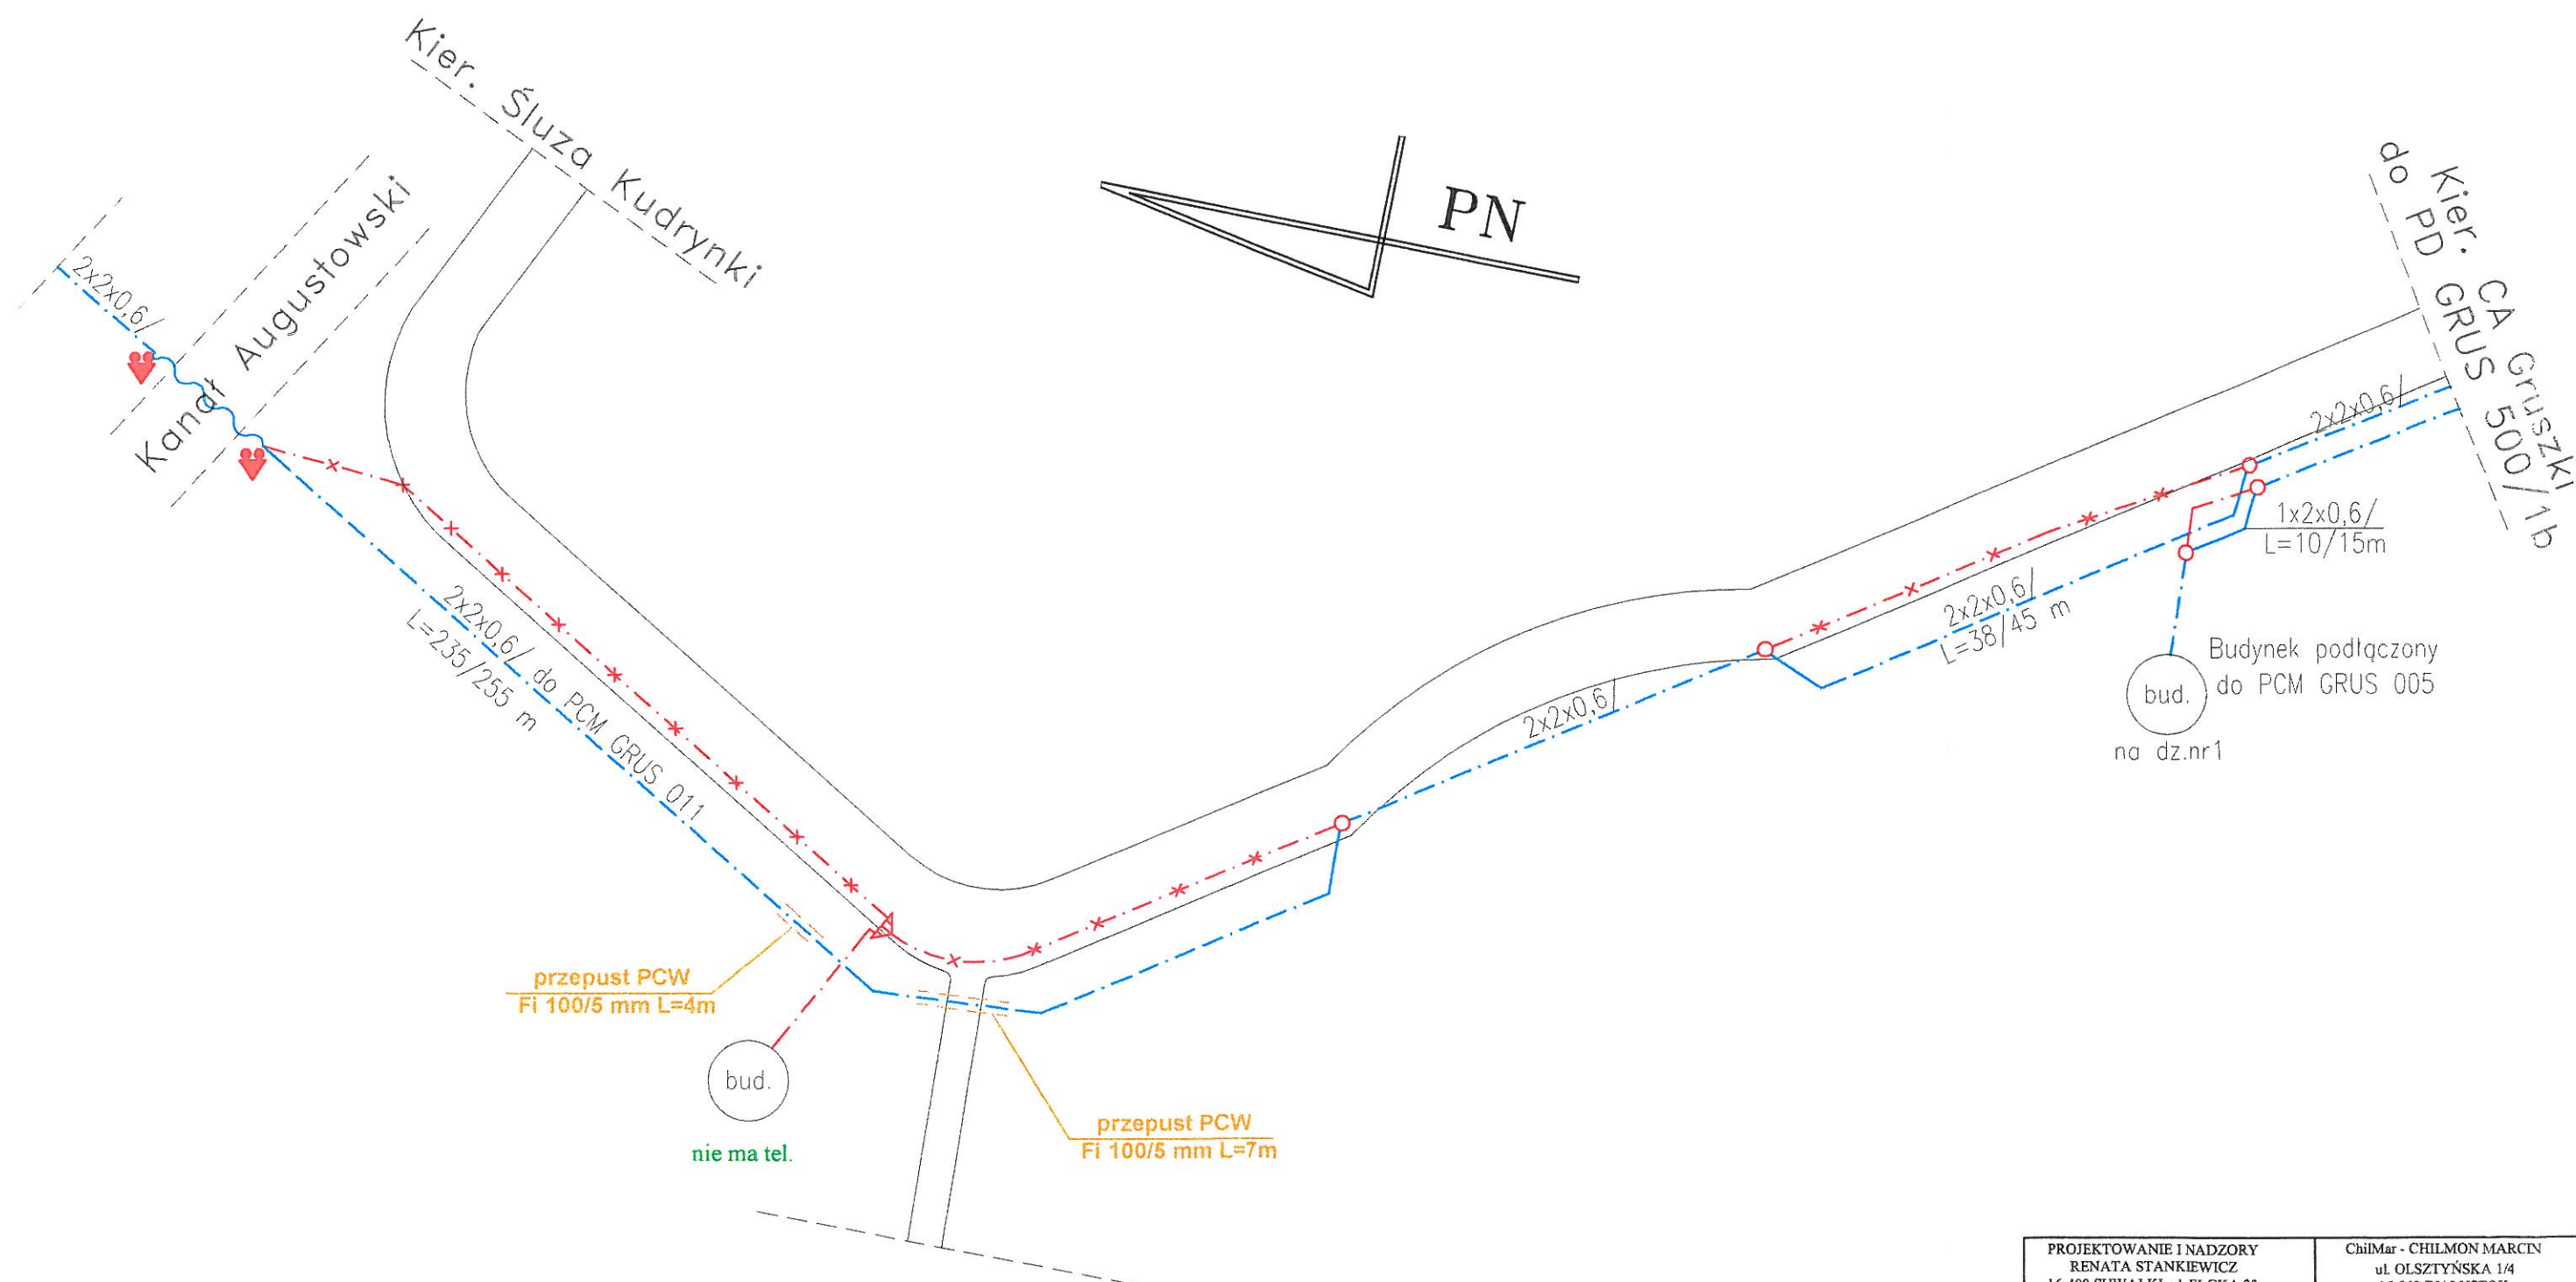 Kier. Śluza Kudrynki
PN
Kier. CA Gruszki
do PD GRUS 500/1b
2x2x0,6/
Kanał Augustowski
2x2x0,6/
1x2x0,6/
L=10/15m
2x2x0,6/
L=38/45 m
2x2x0,6/ do PCM GRUS 011
L=235/255 m
Budynek podłączony
do PCM GRUS 005
bud.
na dz.nr1
2x2x0,6/
przepust PCW
Fi 100/5 mm L=4m
bud.
nie ma tel.
przepust PCW
Fi 100/5 mm L=7m
PROJEKTOWANIE I NADZORY
RENATA STANKIEWICZ
ChilMar - CHILMON MARCIN
ul. OLSZTYŃSKA 1/4